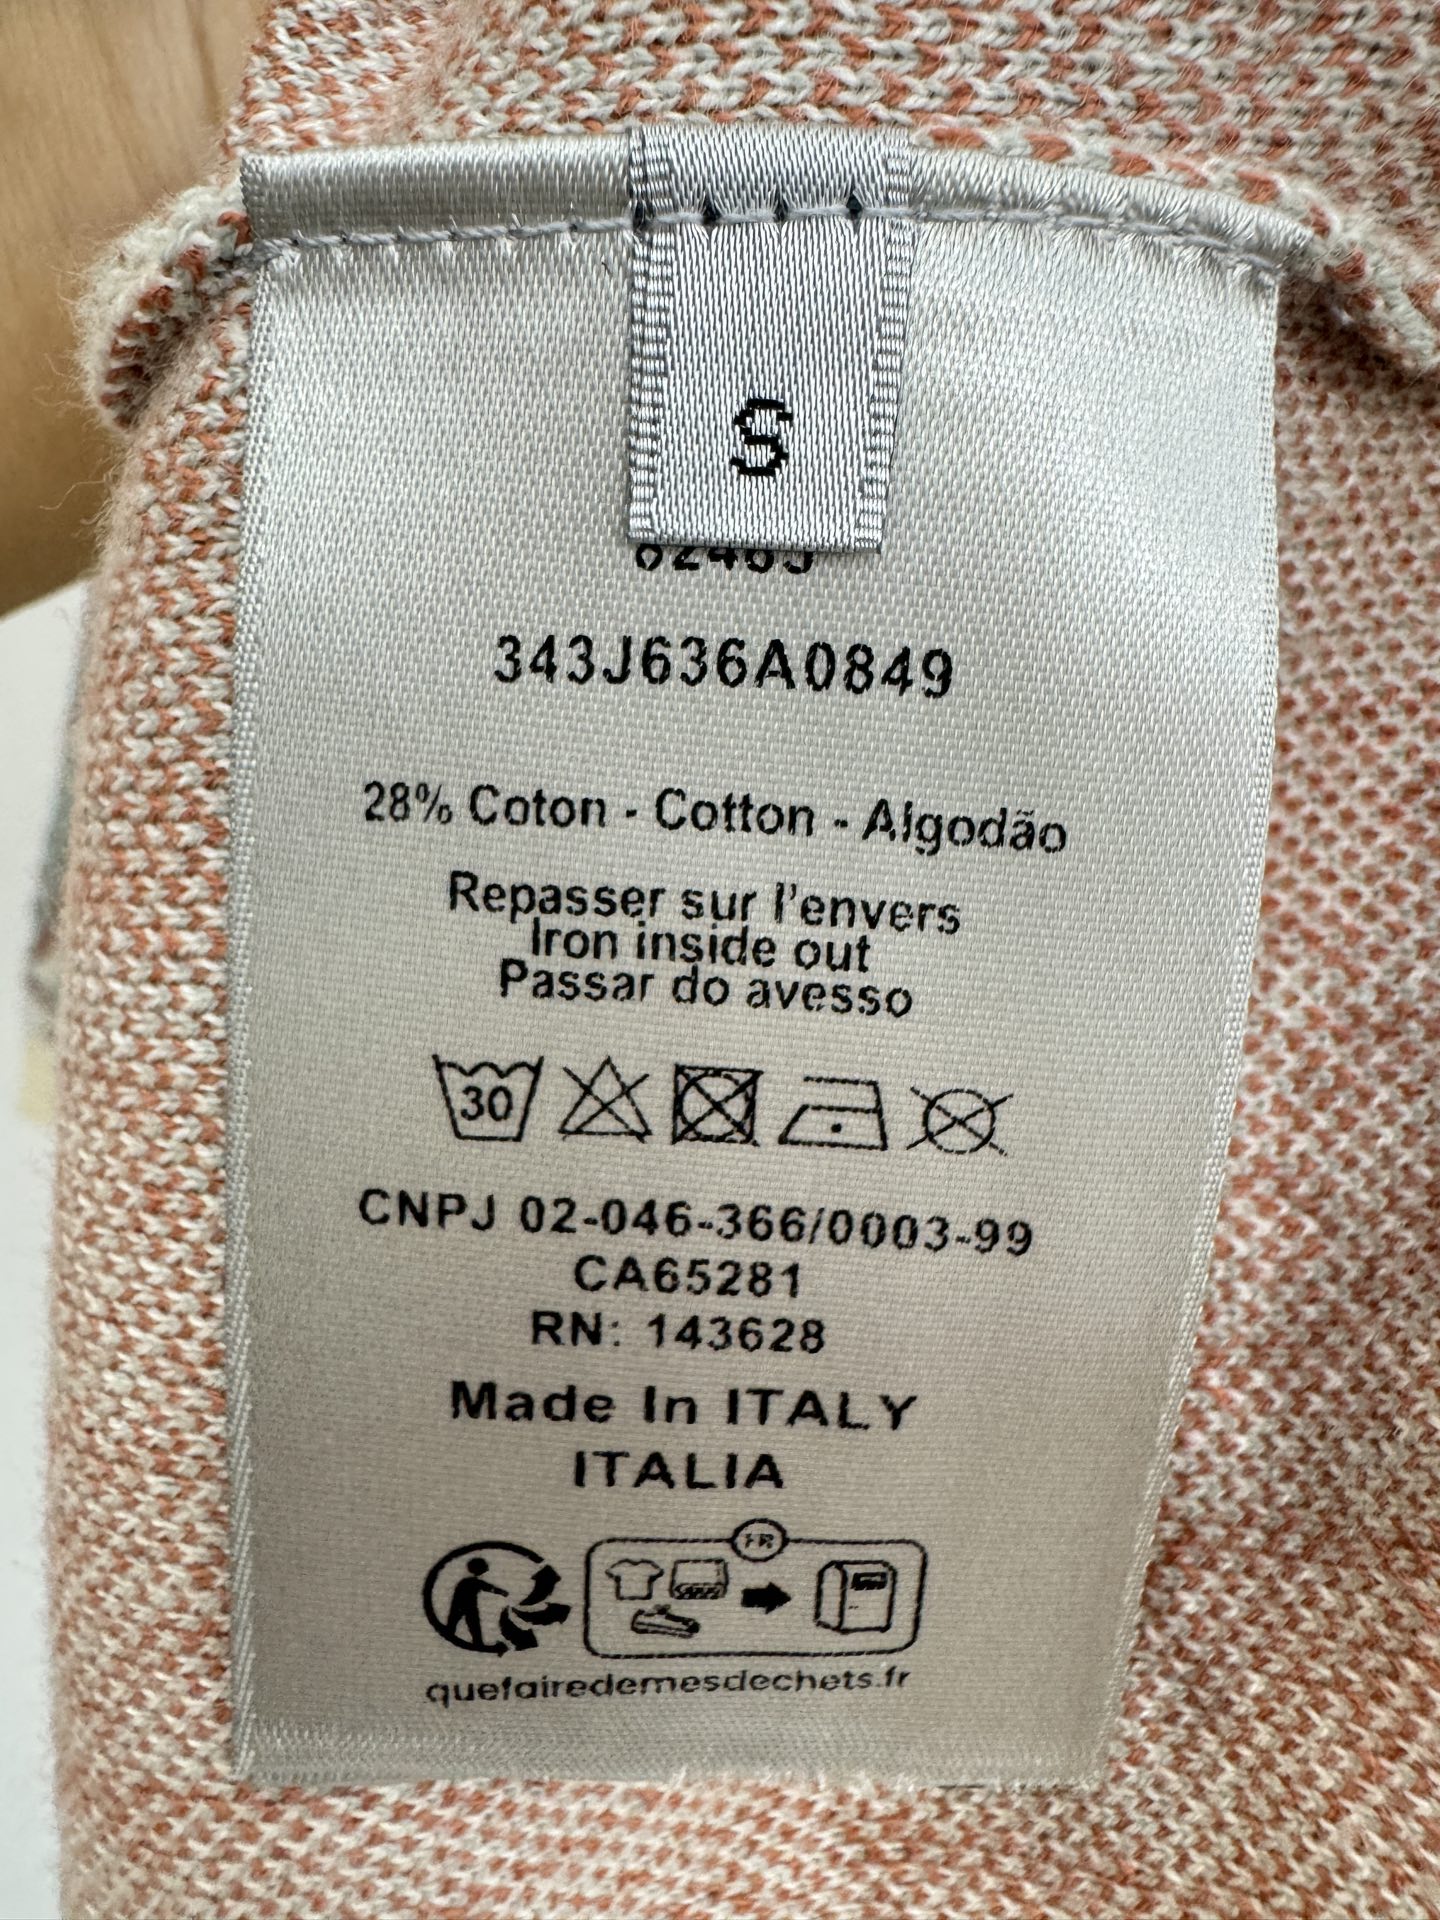 S
343J636A0849
28% Coton - Cotton - Algodão
Repasser sur l'envers
Iron inside out
Passar do avesso
30
CNPJ 02-046-366/0003-99
CA65281
RN: 143628
Made In ITALY
ITALIA
FR
quefairedemesdechets.fr